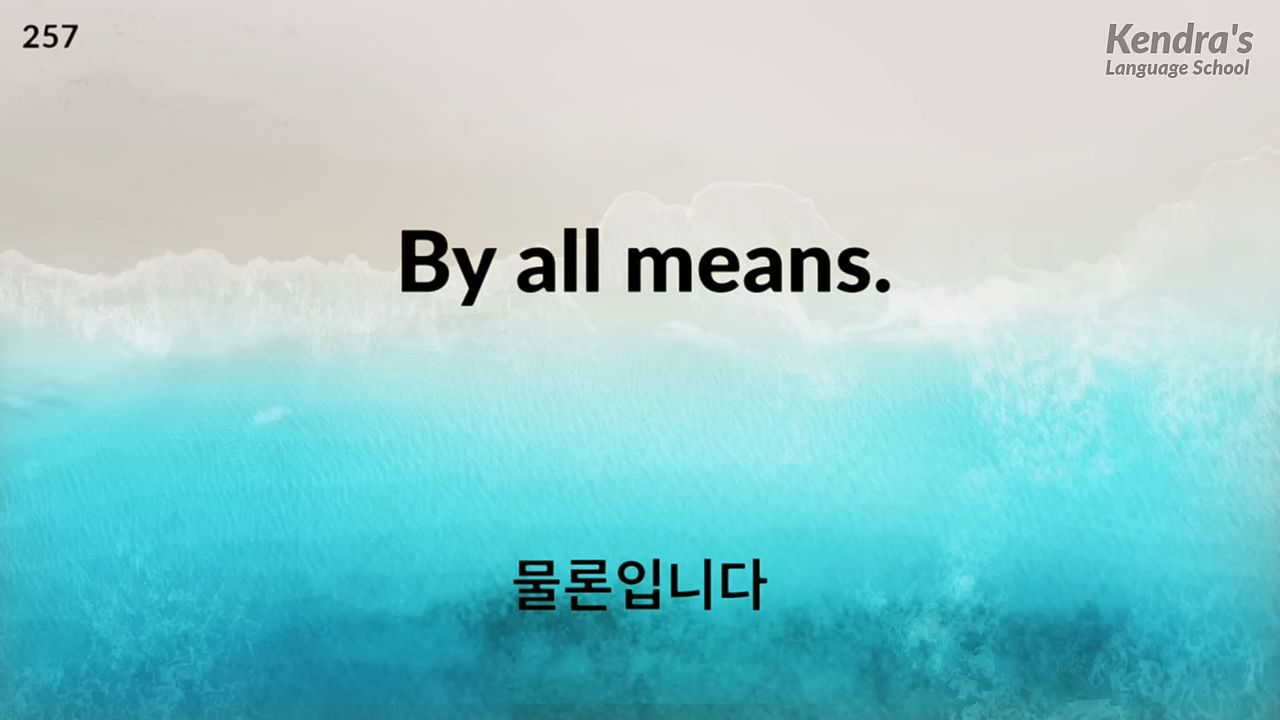 257
Kendra's
Language School
By all means.
물론입니다